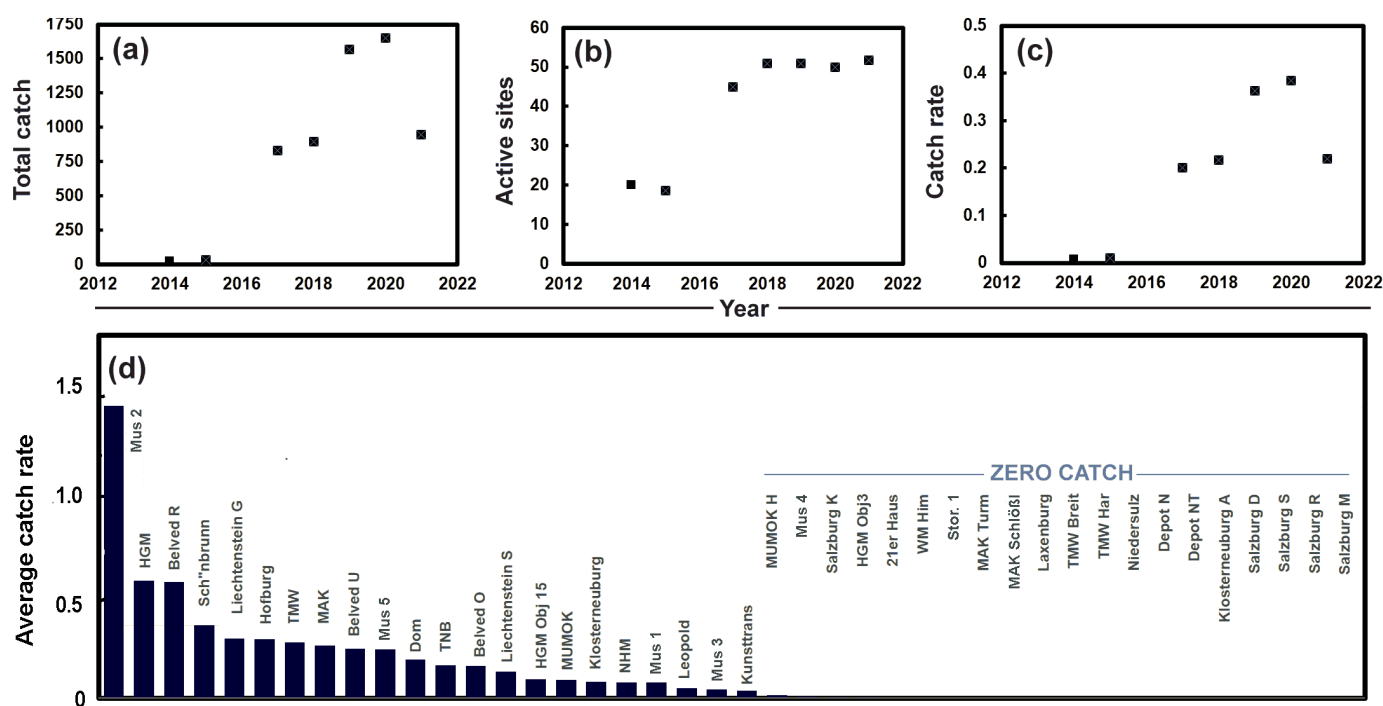 (a)
Total catch
1750
1500
1250
1000
750
500
250
0
2012 2014 2016 2018 2020 2022
(b)
Active sites
60
50
40
30
20
10
0
2012 2014 2016 2018 2020 2022
(c)
Catch rate
0.5
0.4
0.3
0.2
0.1
0
2012 2014 2016 2018 2020 2022
Year
(d)
Average catch rate
1.5
1.0
0.5
0
Mus 2
HGM
Belved R
Sch"nbrunn
Liechtenstein G
Hofburg
TMW
MAK
Belved U
Mus 5
Dom
TNB
Belved O
Liechtenstein S
HGM Obj 15
MUMOK
Klosterneuburg
NHM
Mus 1
Leopold
Mus 3
Kunsttrans
ZERO CATCH
MUMOK H
Mus 4
Salzburg K
HGM Obj3
21er Haus
WM Him
Stor. 1
MAK Turm
MAK Schlößl
Laxenburg
TMW Breit
TMW Har
Niedersulz
Depot N
Depot NT
Klosterneuburg A
Salzburg D
Salzburg S
Salzburg R
Salzburg M